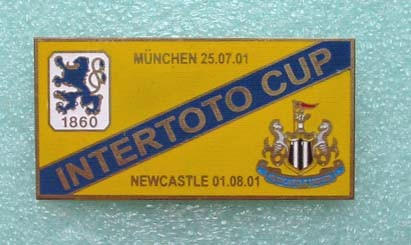 MÜNCHEN 25.07.01
1860
INTERTOTO CUP
NEWCASTLE 01.08.01